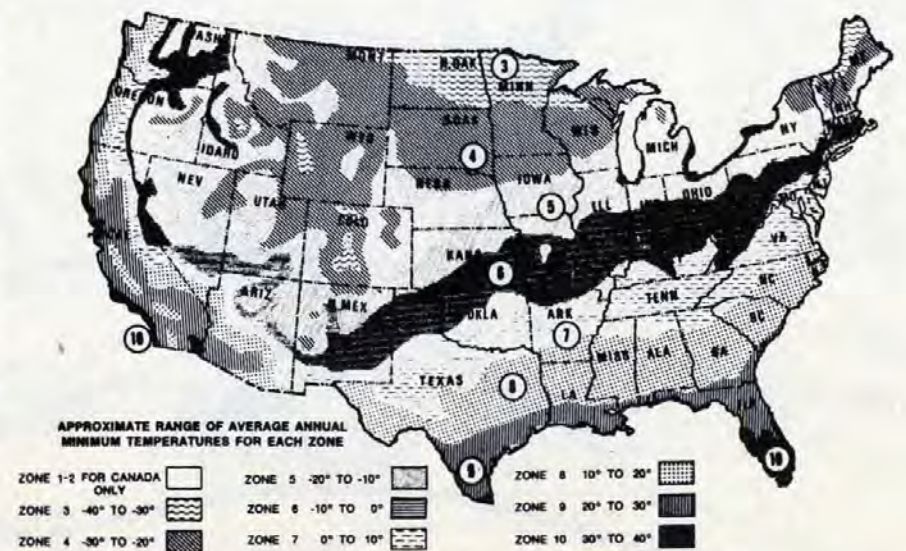 WASH
MONT
N.DAK
3
MINN
ME
OREGON
IDAHO
S.DAK
WIS
MICH
NY
NH
4
NEV
UTAH
NEBR
IOWA
5
ILL
OHIO
COLO
KANS
6
VA
ARIZ
N.MEX
OKLA
ARK
7
TENN
NC
SC
10
TEXAS
8
LA
MISS
ALA
GA
9
10
APPROXIMATE RANGE OF AVERAGE ANNUAL
MINIMUM TEMPERATURES FOR EACH ZONE
ZONE 1-2 FOR CANADA
ONLY
ZONE 3 -40° TO -30°
ZONE 4 -30° TO -20°
ZONE 5 -20° TO -10°
ZONE 6 -10° TO 0°
ZONE 7 0° TO 10°
ZONE 8 10° TO 20°
ZONE 9 20° TO 30°
ZONE 10 30° TO 40°